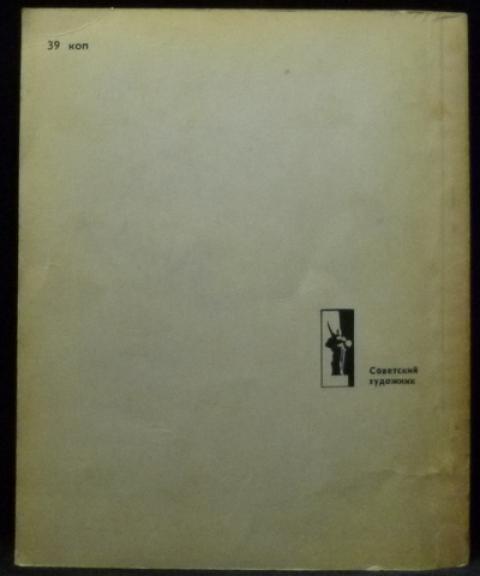 39 коп
Советский
художник